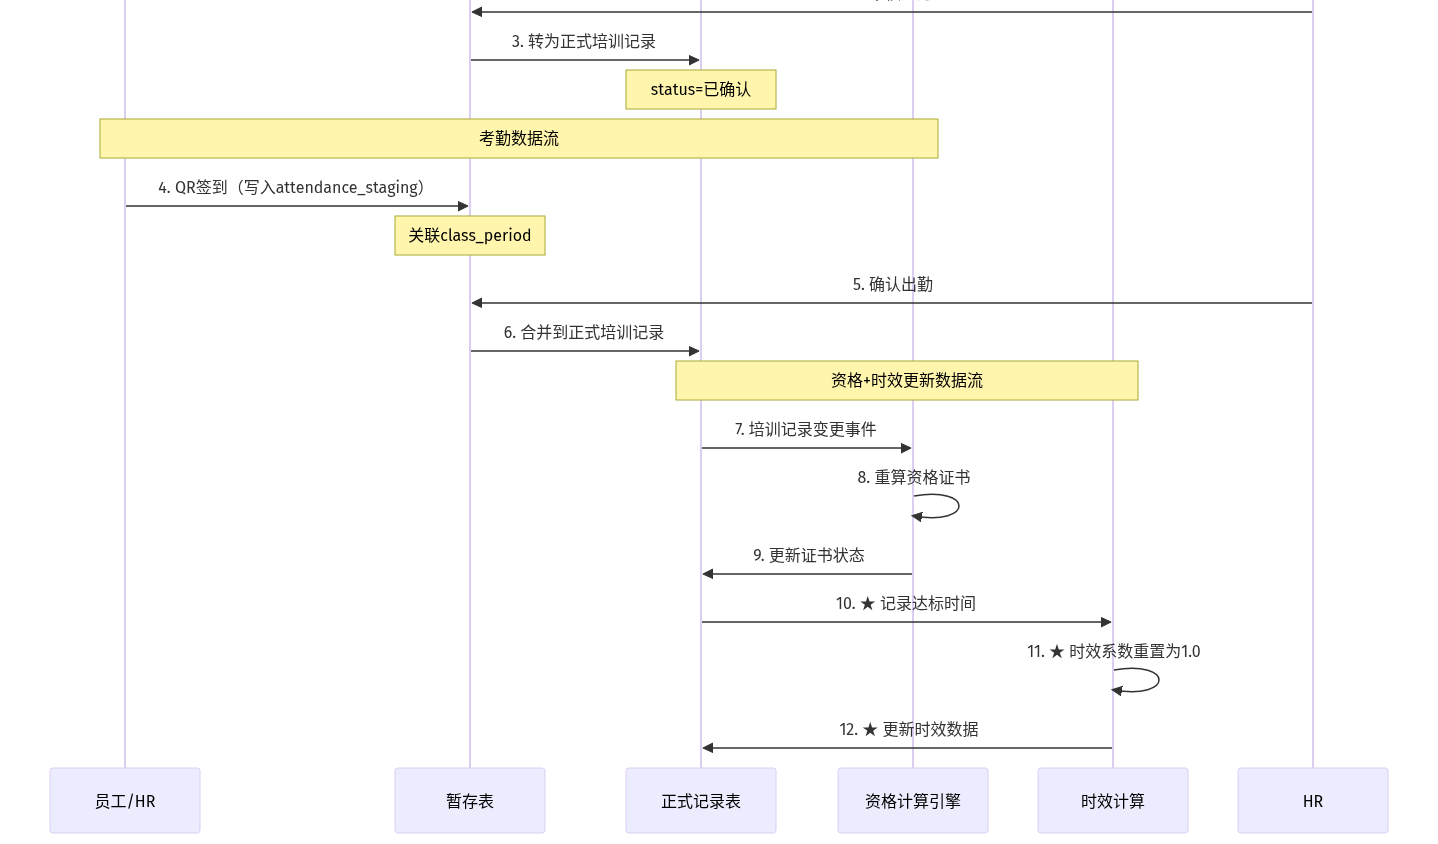 3. 转为正式培训记录
status=已确认
考勤数据流
4. QR签到（写入attendance_staging）
关联class_period
5. 确认出勤
6. 合并到正式培训记录
资格+时效更新数据流
7. 培训记录变更事件
8. 重算资格证书
9. 更新证书状态
10. ★ 记录达标时间
11. ★ 时效系数重置为1.0
12. ★ 更新时效数据
员工/HR
暂存表
正式记录表
资格计算引擎
时效计算
HR